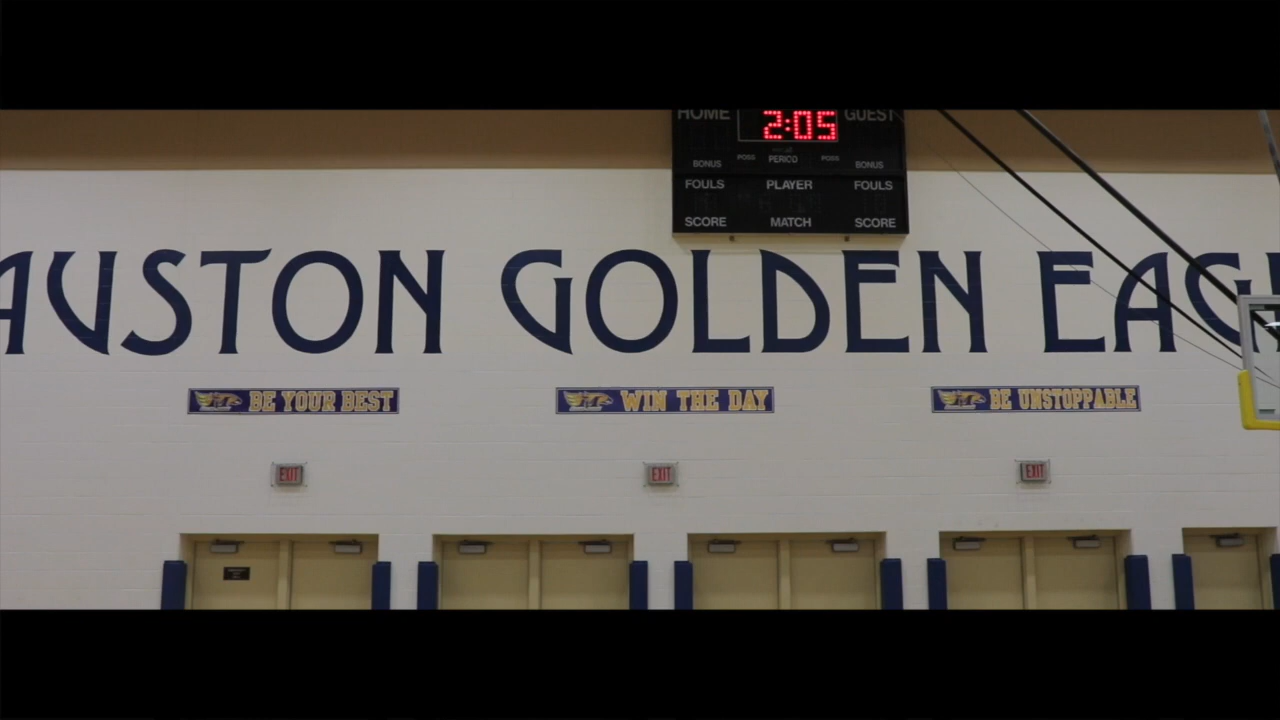 HOME 2:05 GUEST
BONUS POSS PERIOD POSS BONUS
FOULS PLAYER FOULS
SCORE MATCH SCORE
AUSTON GOLDEN EAG
BE YOUR BEST
WIN THE DAY
BE UNSTOPPABLE
EXIT
EXIT
EXIT